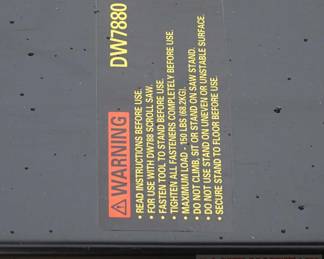 DW7880
WARNING
• READ INSTRUCTIONS BEFORE USE.
• FOR USE WITH DW788 SCROLL SAW.
• FASTEN TOOL TO STAND BEFORE USE.
• TIGHTEN ALL FASTENERS COMPLETELY BEFORE USE.
• MAXIMUM LOAD - 150 LBS (68.2KG).
• DO NOT CLIMB, SIT OR STAND ON SAW STAND.
• DO NOT USE STAND ON UNEVEN OR UNSTABLE SURFACE.
• SECURE STAND TO FLOOR BEFORE USE.